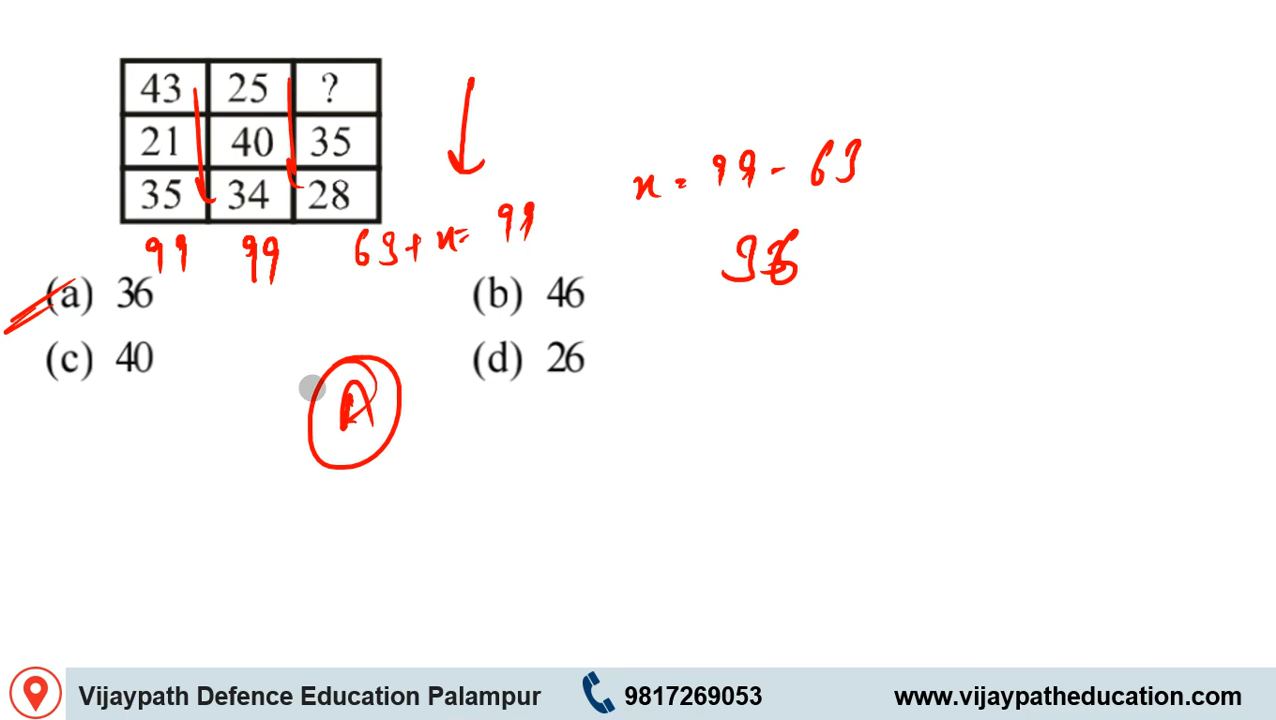 43 25 ?
21 40 35
35 34 28
99 99 63 + x = 99
x = 99 - 63
36
(a) 36 (b) 46
(c) 40 (d) 26
A
Vijaypath Defence Education Palampur 9817269053 www.vijaypatheducation.com